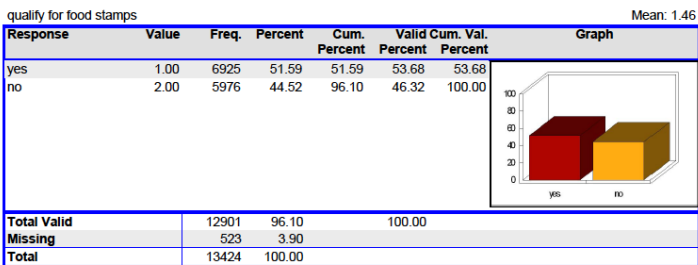 qualify for food stamps Mean: 1.46
Response Value Freq. Percent Cum. Percent Valid Percent Cum. Val. Percent Graph
yes 1.00 6925 51.59 51.59 53.68 53.68
no 2.00 5976 44.52 96.10 46.32 100.00
100
80
60
40
20
0
yes no
Total Valid 12901 96.10 100.00
Missing 523 3.90
Total 13424 100.00